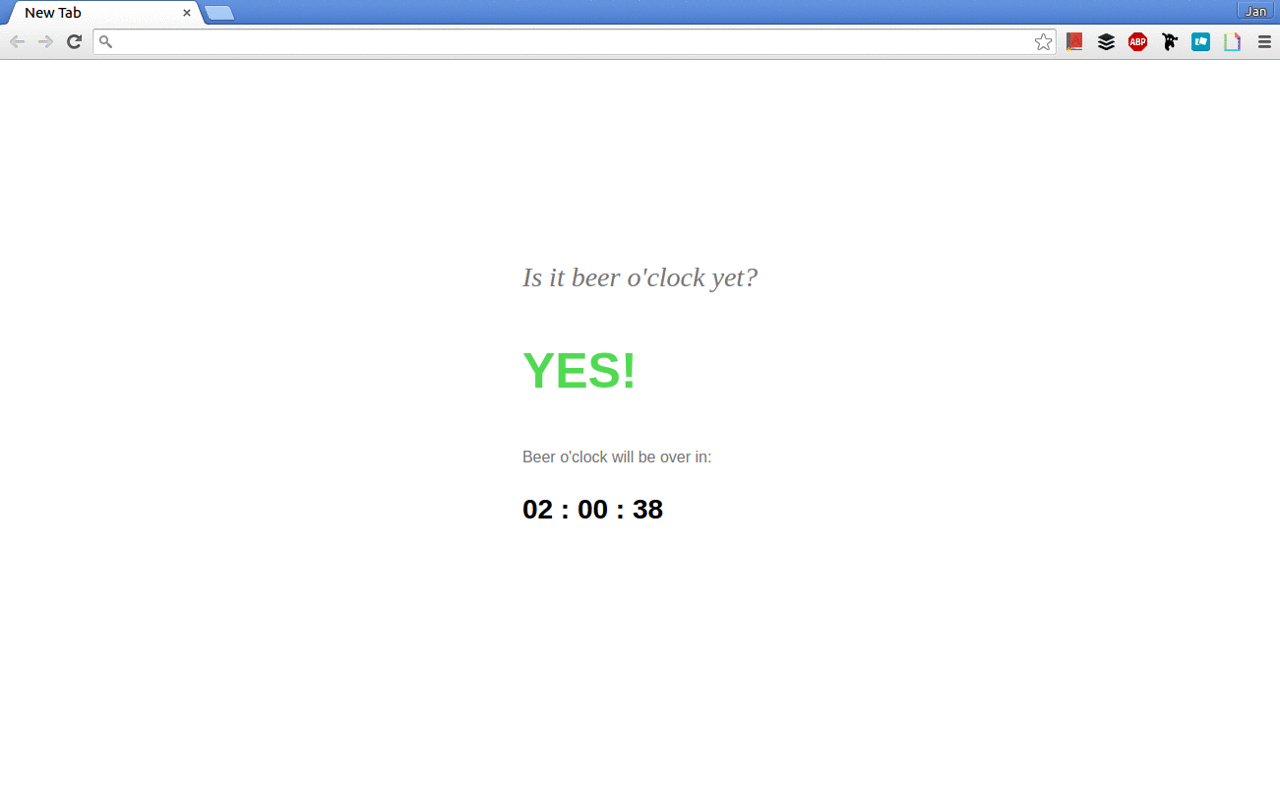 New Tab
Jan
ABP
Is it beer o'clock yet?
YES!
Beer o'clock will be over in:
02 : 00 : 38